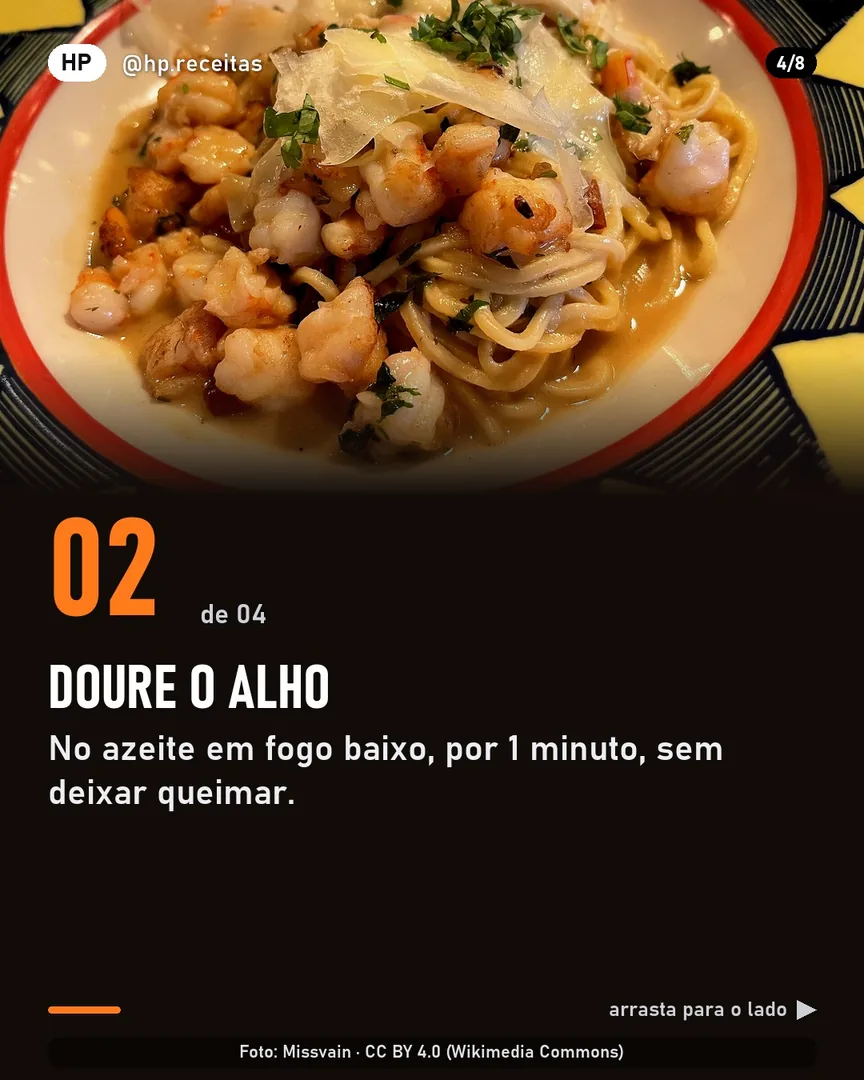 HP @hp.receitas
4/8
02 de 04
DOURE O ALHO
No azeite em fogo baixo, por 1 minuto, sem
deixar queimar.
arrasta para o lado ▶
Foto: Missvain · CC BY 4.0 (Wikimedia Commons)